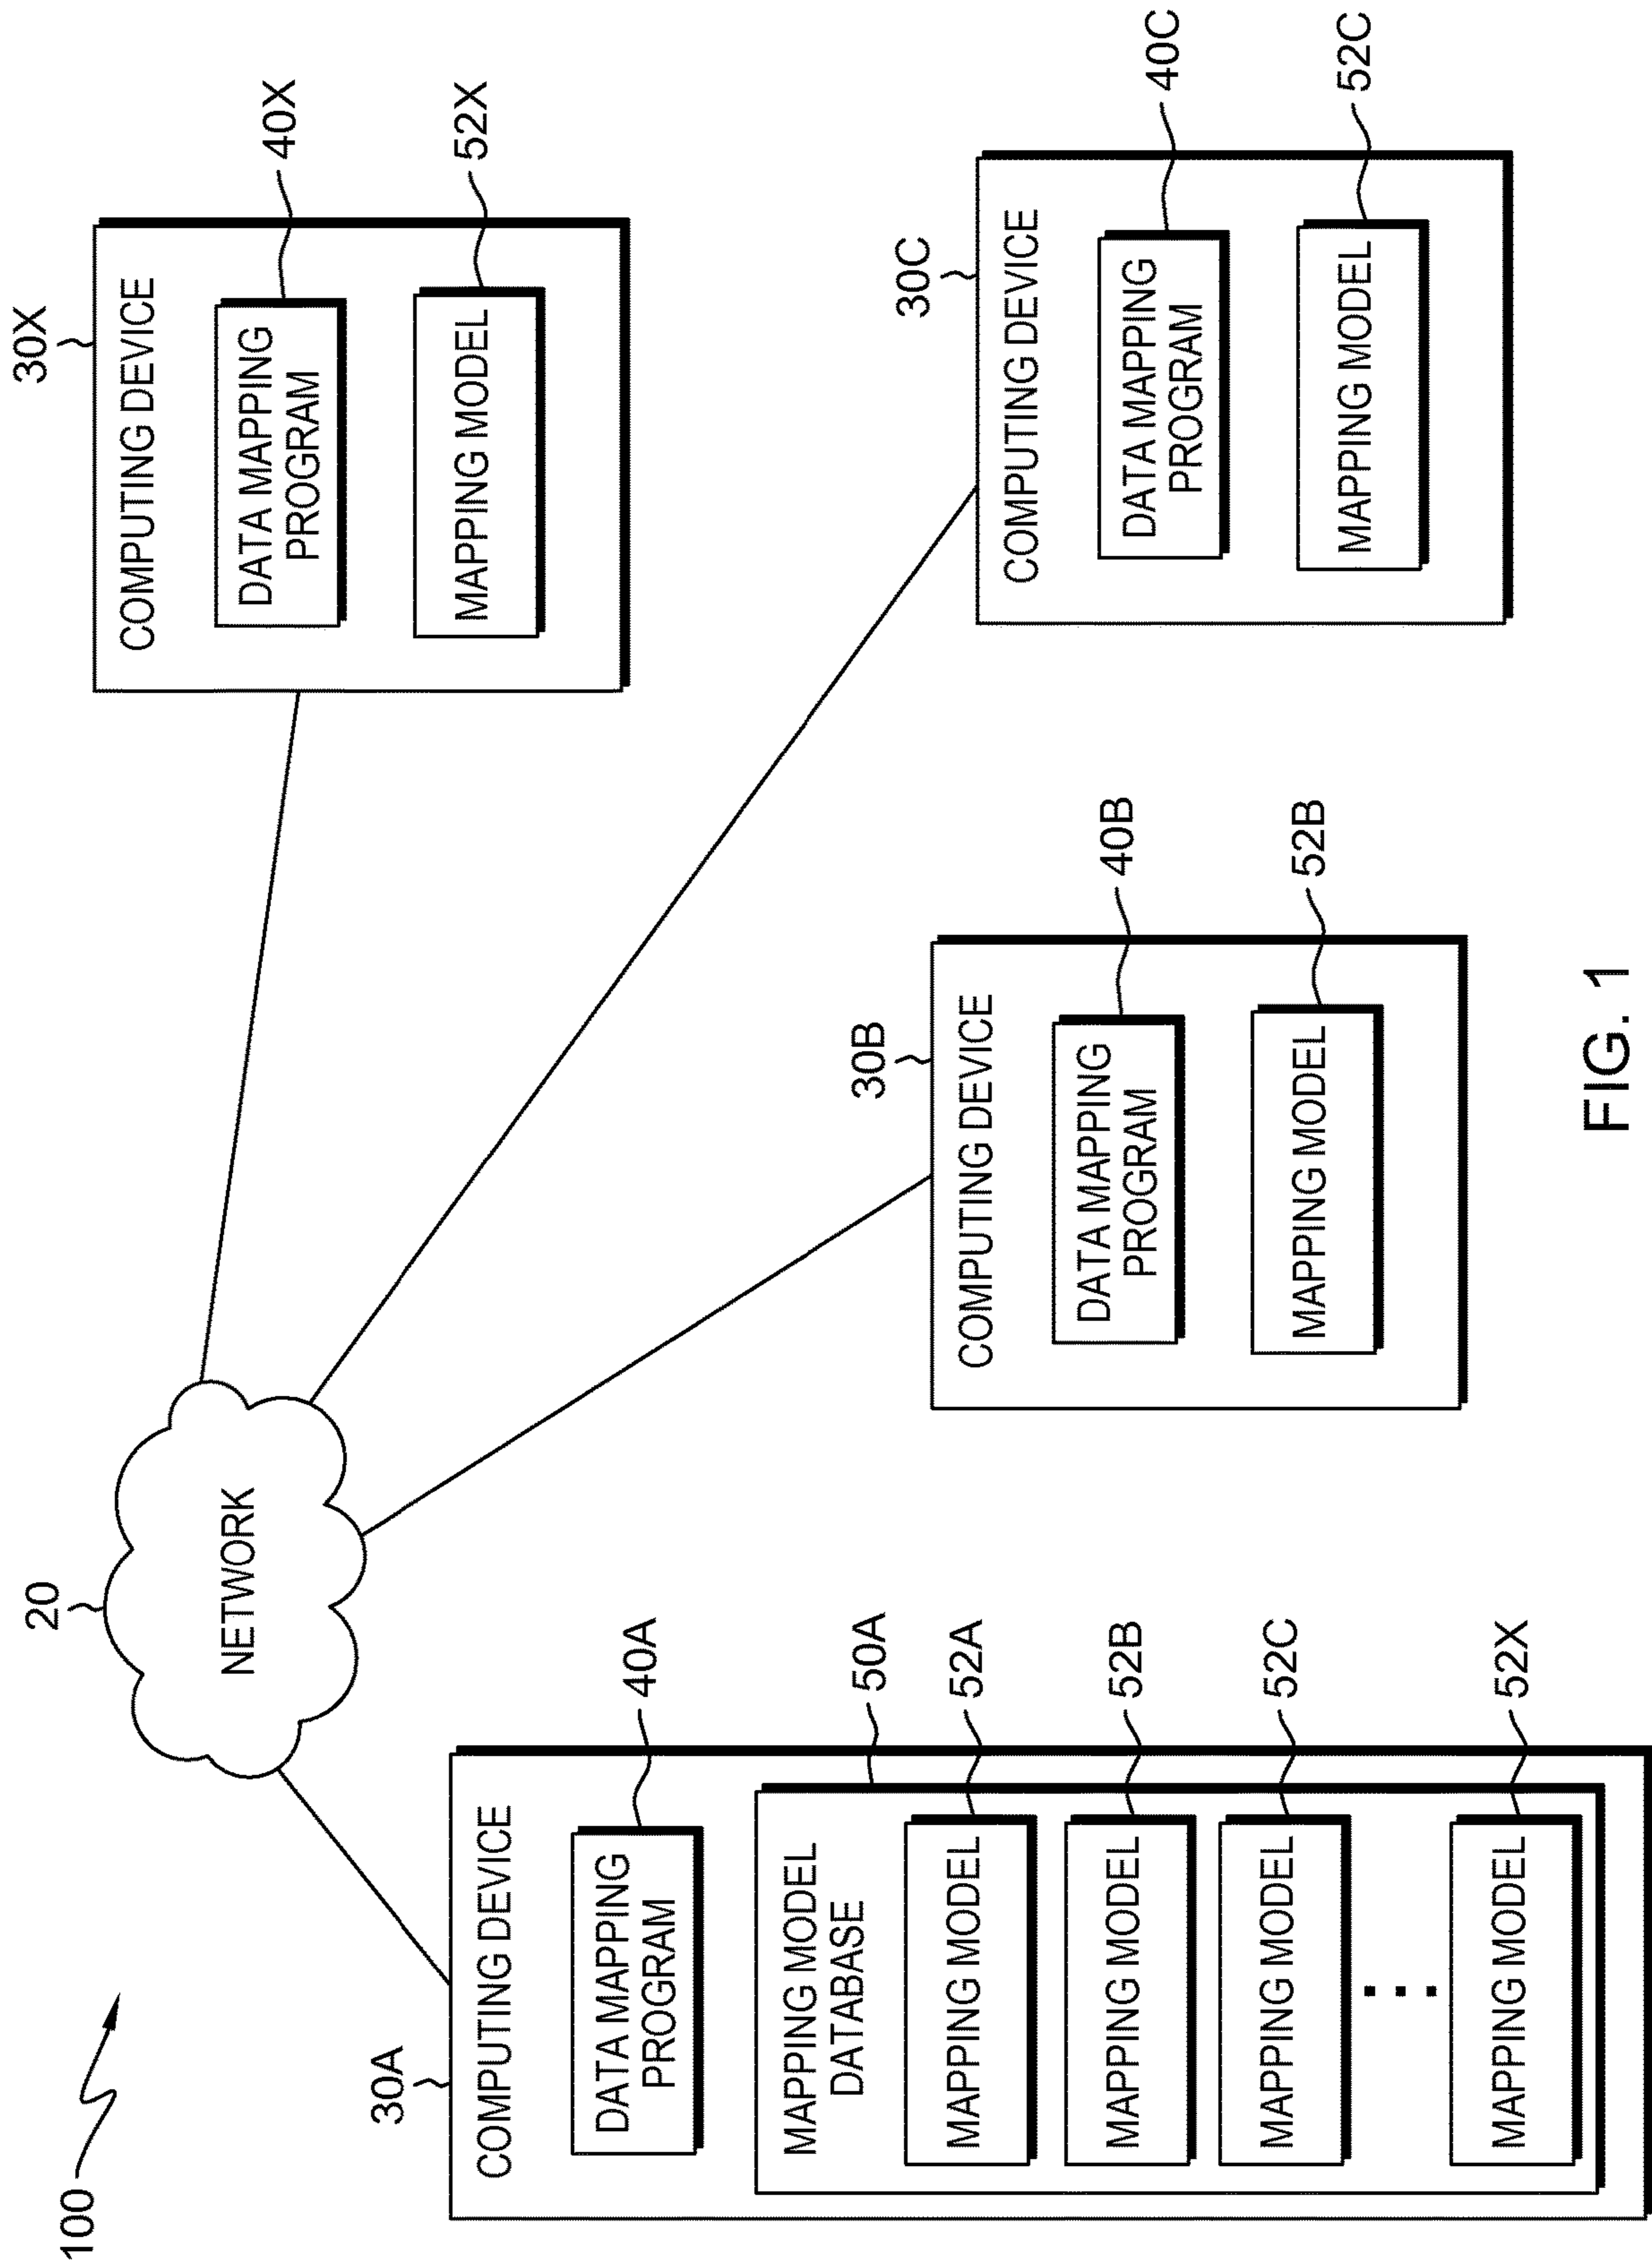 100
20
NETWORK
30A
COMPUTING DEVICE
DATA MAPPING
PROGRAM
40A
MAPPING MODEL
DATABASE
50A
MAPPING MODEL
52A
MAPPING MODEL
52B
MAPPING MODEL
52C
...
MAPPING MODEL
52X
30B
COMPUTING DEVICE
DATA MAPPING
PROGRAM
40B
MAPPING MODEL
52B
30C
COMPUTING DEVICE
DATA MAPPING
PROGRAM
40C
MAPPING MODEL
52C
30X
COMPUTING DEVICE
DATA MAPPING
PROGRAM
40X
MAPPING MODEL
52X
FIG. 1